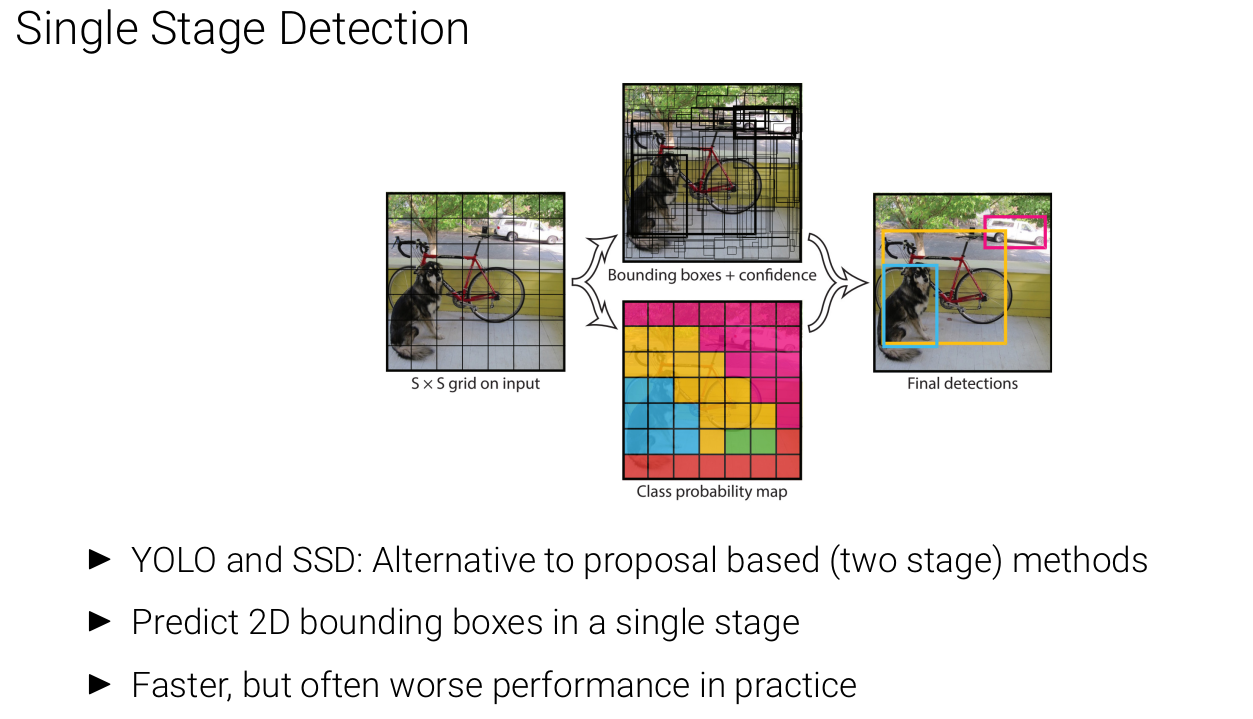 Single Stage Detection
Bounding boxes + confidence
S × S grid on input
Final detections
Class probability map
► YOLO and SSD: Alternative to proposal based (two stage) methods
► Predict 2D bounding boxes in a single stage
► Faster, but often worse performance in practice